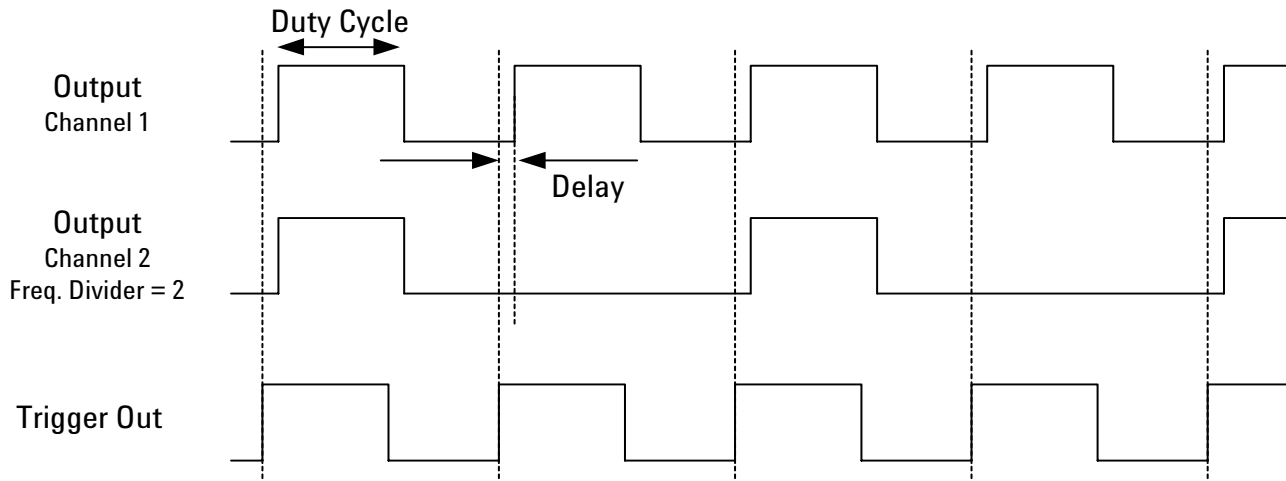 Duty Cycle
Output
Channel 1
Delay
Output
Channel 2
Freq. Divider = 2
Trigger Out